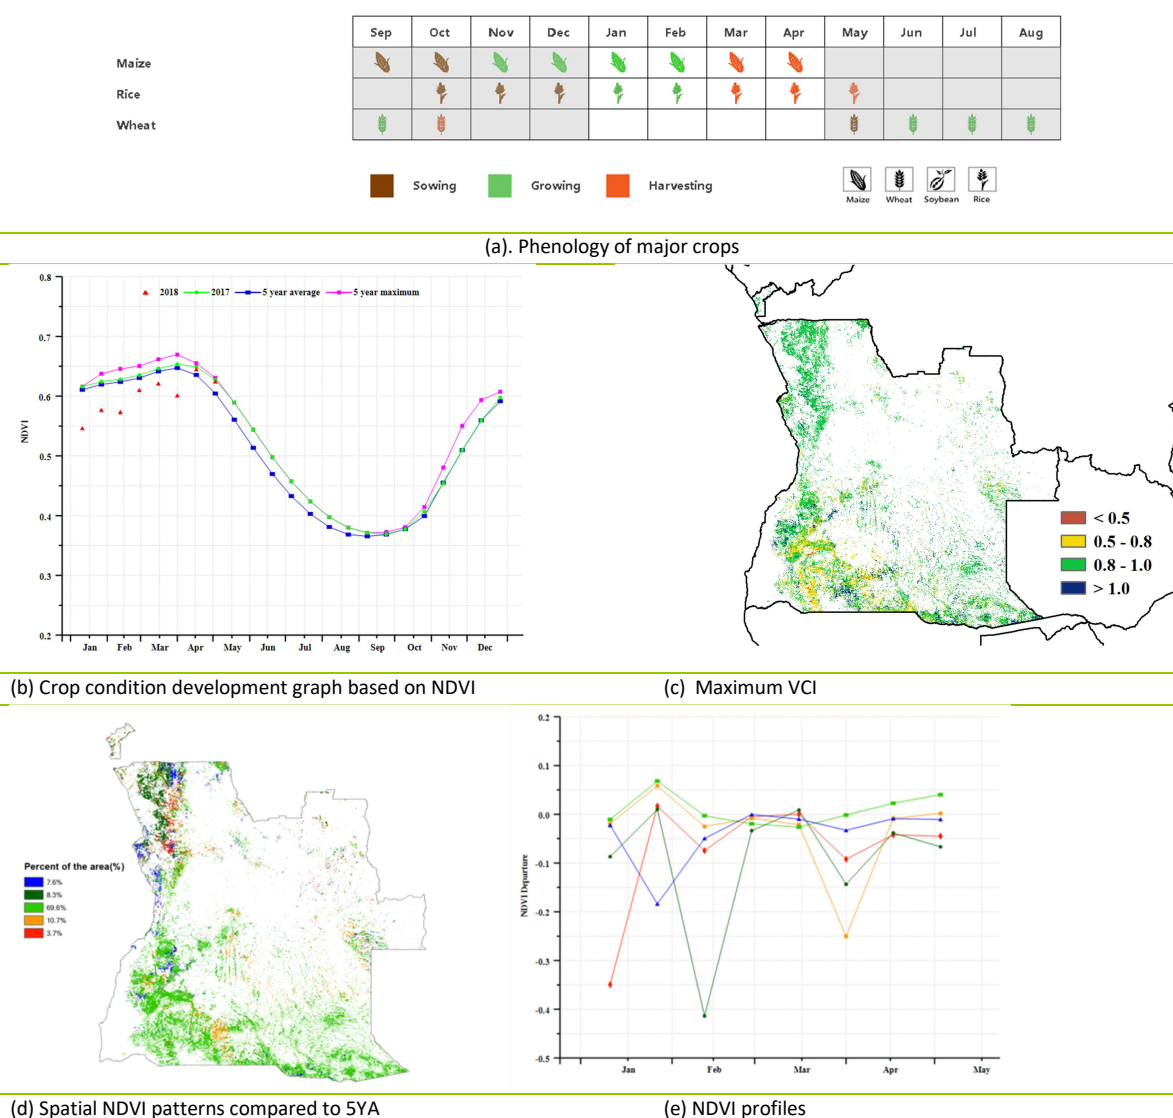 Sep Oct Nov Dec Jan Feb Mar Apr May Jun Jul Aug
Maize
Rice
Wheat
Sowing Growing Harvesting
Maize Wheat Soybean Rice
(a). Phenology of major crops
0.8
0.7
0.6
0.5
0.4
0.3
0.2
NDVI
2018 2017 5 year average 5 year maximum
Jan Feb Mar Apr May Jun Jul Aug Sep Oct Nov Dec
< 0.5
0.5 - 0.8
0.8 - 1.0
> 1.0
(b) Crop condition development graph based on NDVI
(c) Maximum VCI
Percent of the area(%)
7.6%
8.3%
69.6%
10.7%
3.7%
0.2
0.1
0.0
-0.1
-0.2
-0.3
-0.4
-0.5
NDVI Departure
Jan Feb Mar Apr May
(d) Spatial NDVI patterns compared to 5YA
(e) NDVI profiles